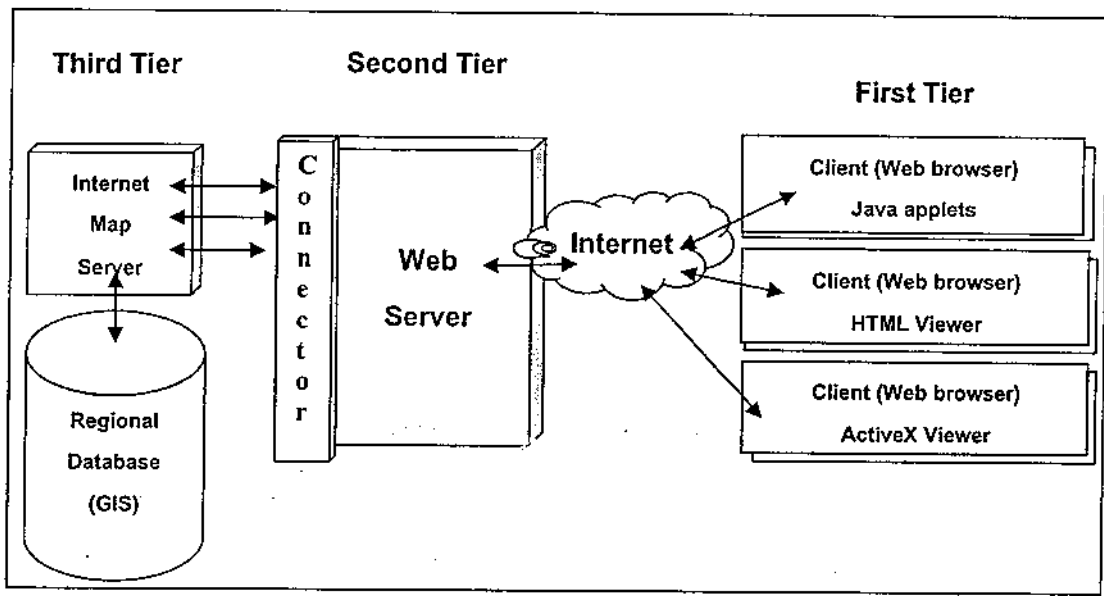 Third Tier
Second Tier
First Tier
Internet
Map
Server
Regional
Database
(GIS)
Connector
Web
Server
Internet
Client (Web browser)
Java applets
Client (Web browser)
HTML Viewer
Client (Web browser)
ActiveX Viewer